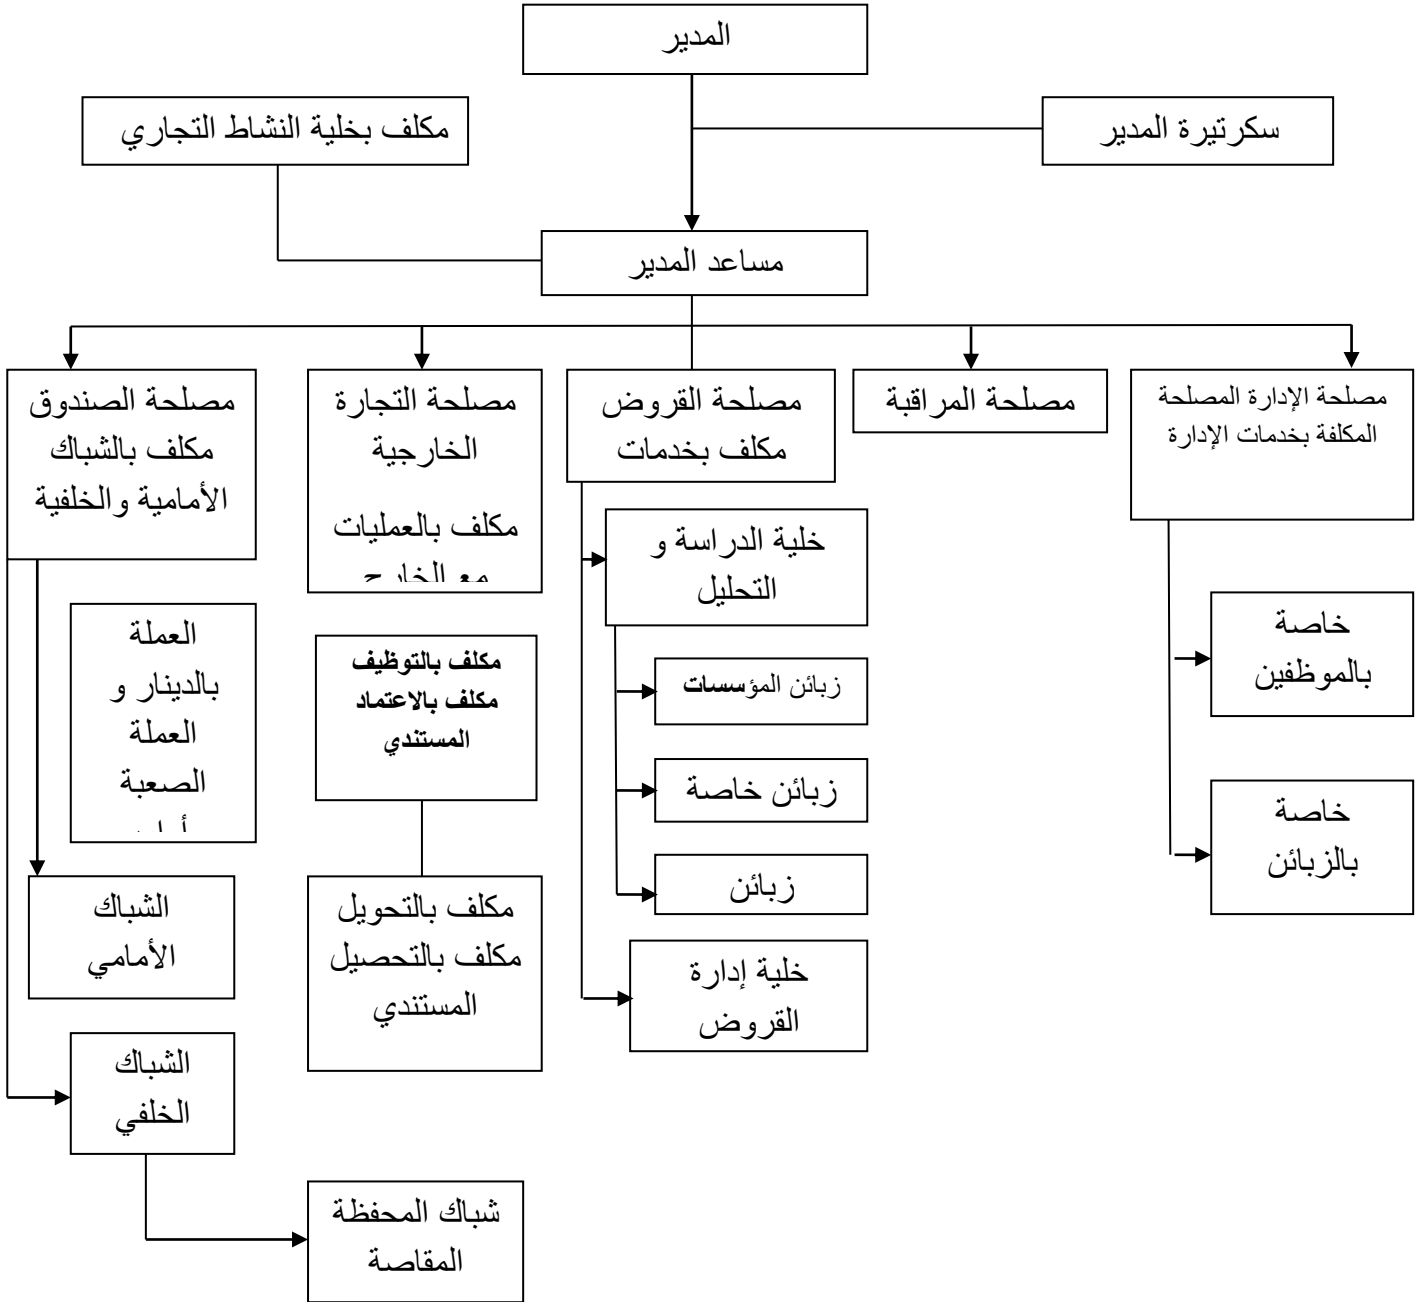 المدير
سكرتيرة المدير
مكلف بخلية النشاط التجاري
مساعد المدير
مصلحة الإدارة المصلحة
المكلفة بخدمات الإدارة
خاصة
بالموظفين
خاصة
بالزبائن
مصلحة المراقبة
مصلحة القروض
مكلف بخدمات
خلية الدراسة و
التحليل
زبائن المؤسسات
زبائن خاصة
زبائن
خلية إدارة
القروض
مصلحة التجارة
الخارجية
مكلف بالعمليات
مع الخارج
مكلف بالتوظيف
مكلف بالاعتماد
المستندي
مكلف بالتحويل
مكلف بالتحصيل
المستندي
مصلحة الصندوق
مكلف بالشباك
الأمامية والخلفية
العملة
بالدينار و
العملة
الصعبة
الشباك
الأمامي
الشباك
الخلفي
شباك المحفظة
المقاصة